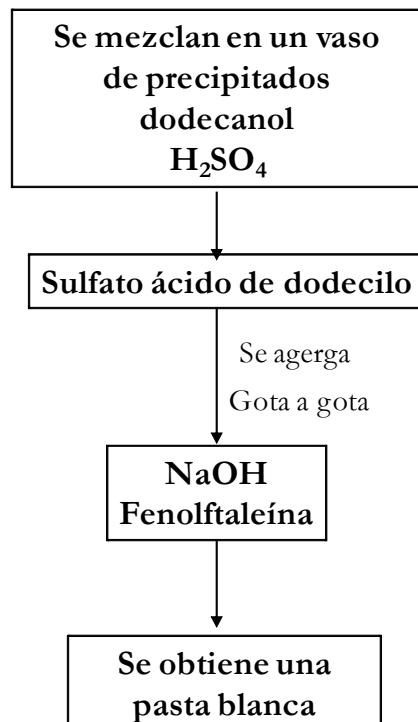 Se mezclan en un vaso
de precipitados
dodecanol
H₂SO₄
Sulfato ácido de dodecilo
Se agerga
Gota a gota
NaOH
Fenolftaleína
Se obtiene una
pasta blanca